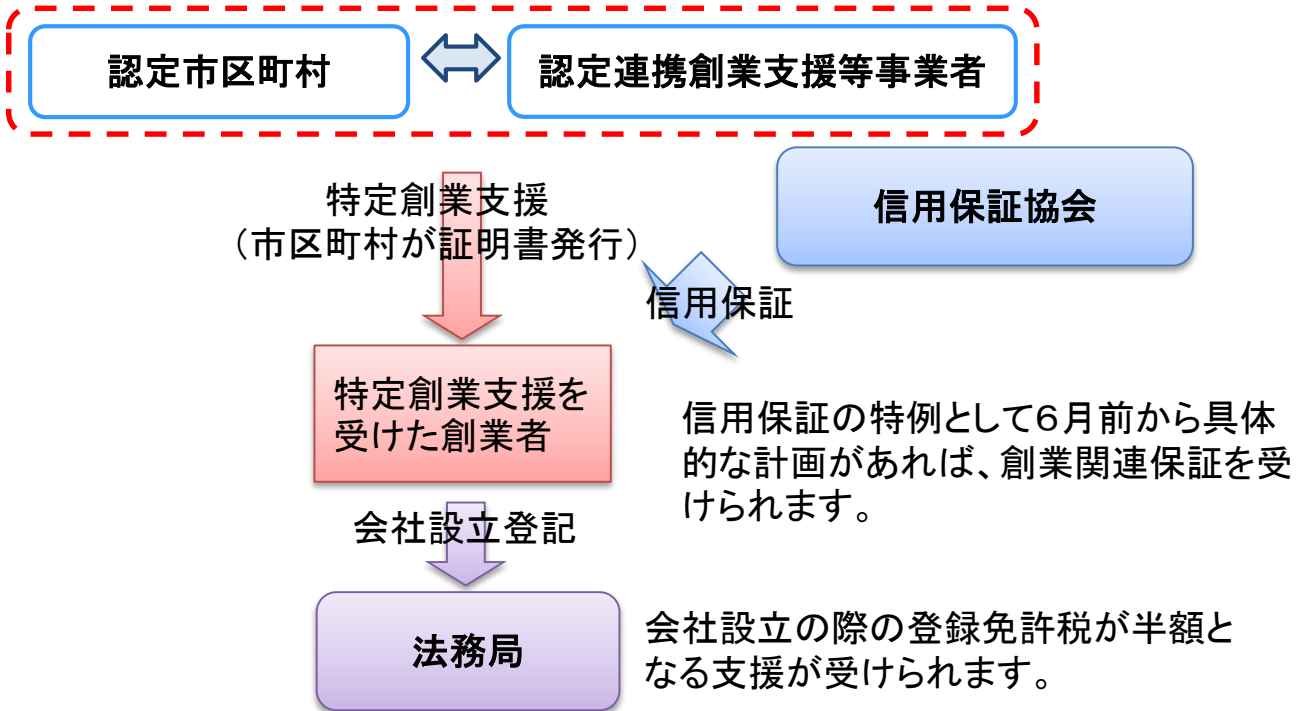 認定市区町村
認定連携創業支援等事業者
特定創業支援
（市区町村が証明書発行）
信用保証協会
信用保証
特定創業支援を
受けた創業者
信用保証の特例として６月前から具体
的な計画があれば、創業関連保証を受
けられます。
会社設立登記
法務局
会社設立の際の登録免許税が半額と
なる支援が受けられます。